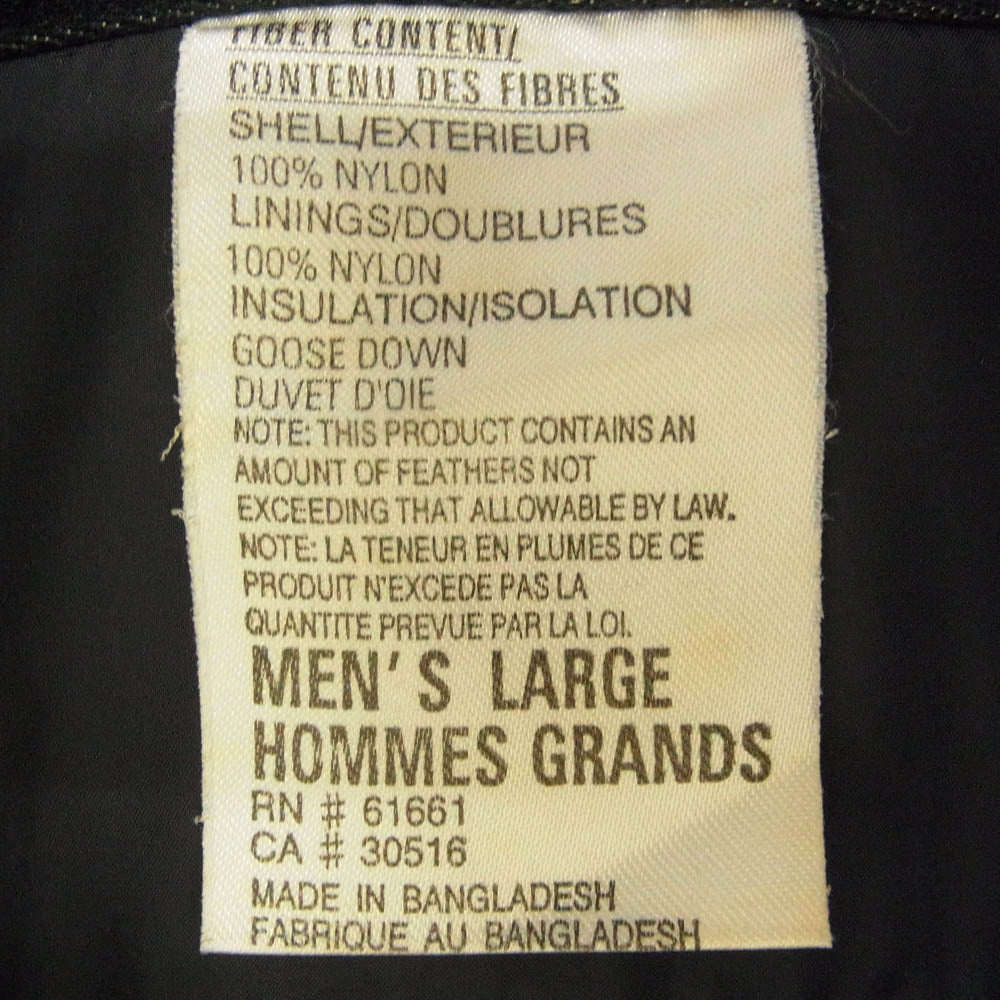 FIBER CONTENT/
CONTENU DES FIBRES
SHELL/EXTERIEUR
100% NYLON
LININGS/DOUBLURES
100% NYLON
INSULATION/ISOLATION
GOOSE DOWN
DUVET D'OIE
NOTE: THIS PRODUCT CONTAINS AN
AMOUNT OF FEATHERS NOT
EXCEEDING THAT ALLOWABLE BY LAW.
NOTE: LA TENEUR EN PLUMES DE CE
PRODUIT N'EXCEDE PAS LA
QUANTITE PREVUE PAR LA LOI.
MEN'S LARGE
HOMMES GRANDS
RN # 61661
CA # 30516
MADE IN BANGLADESH
FABRIQUE AU BANGLADESH